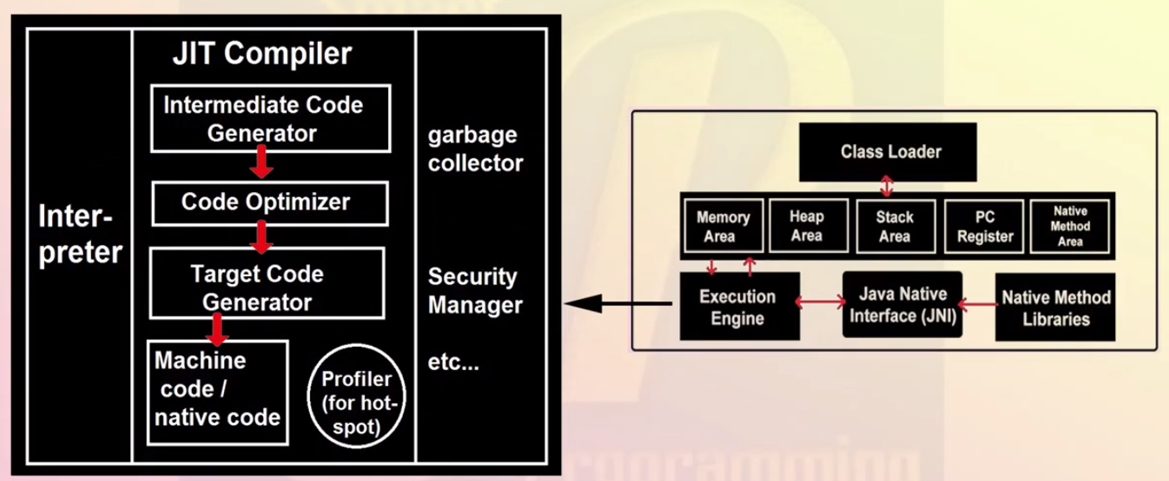 JIT Compiler
Intermediate Code
Generator
Code Optimizer
Target Code
Generator
Machine
code /
native code
Profiler
(for hot-
spot)
Inter-
preter
garbage
collector
Security
Manager
etc...
Class Loader
Memory
Area
Heap
Area
Stack
Area
PC
Register
Native
Method
Area
Execution
Engine
Java Native
Interface (JNI)
Native Method
Libraries